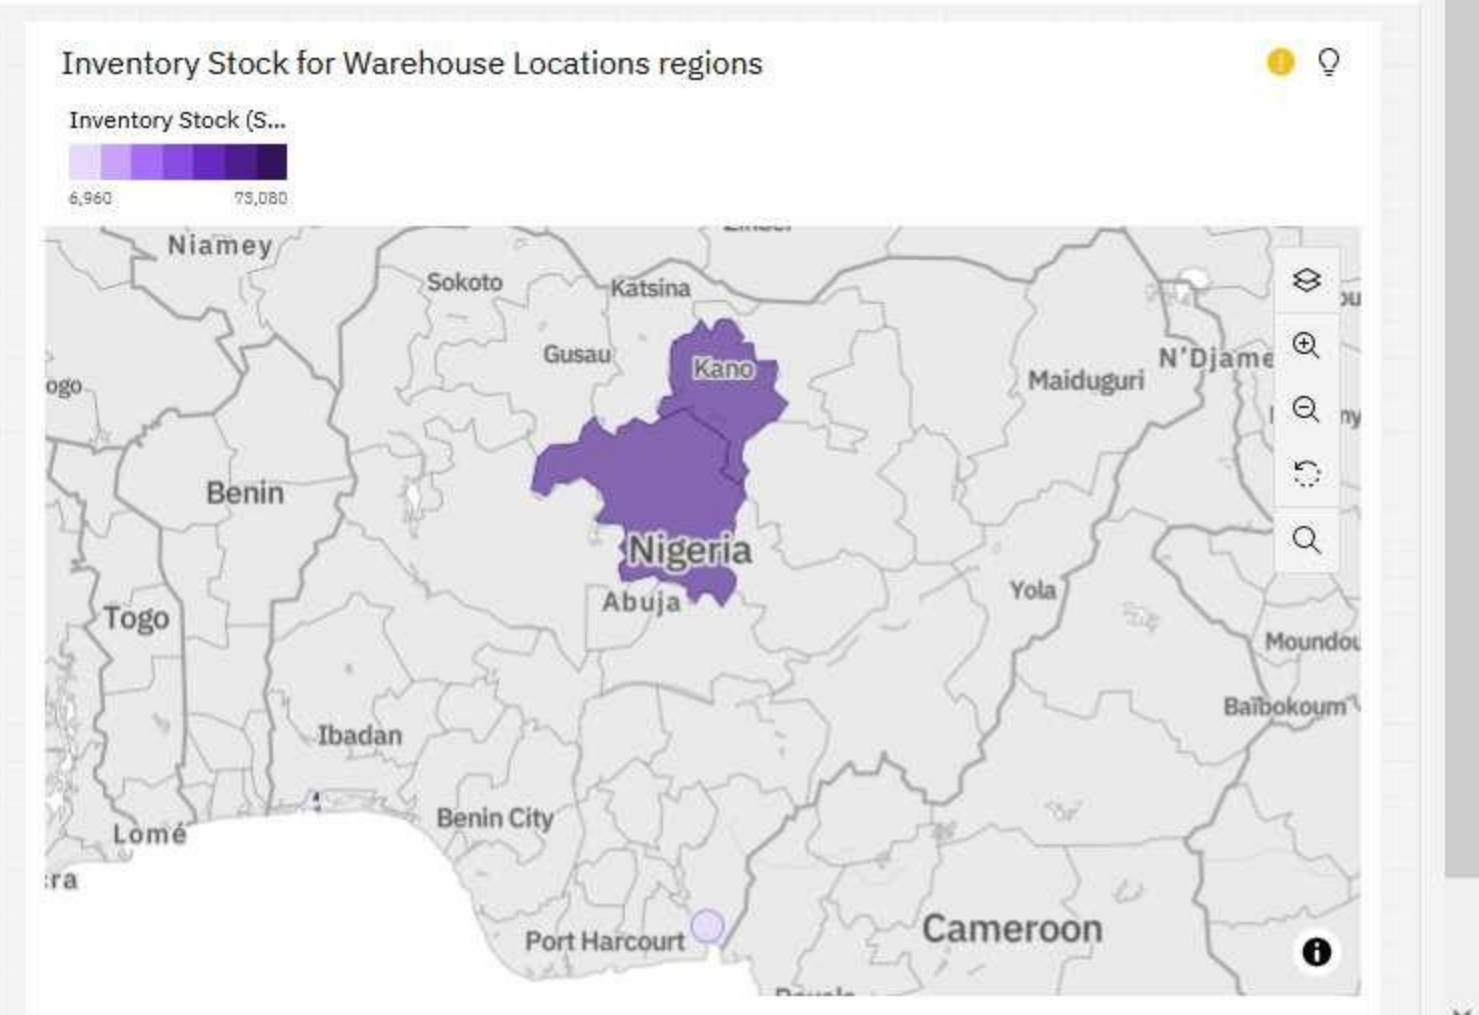 Inventory Stock for Warehouse Locations regions
Inventory Stock (S...
6,960
73,080
Niamey
Sokoto
Katsina
Gusau
Kano
Maiduguri
N'Djame
ogo
Benin
Nigeria
Abuja
Yola
Togo
Moundou
Baïbokoum
Ibadan
Benin City
Lomé
ra
Port Harcourt
Cameroon